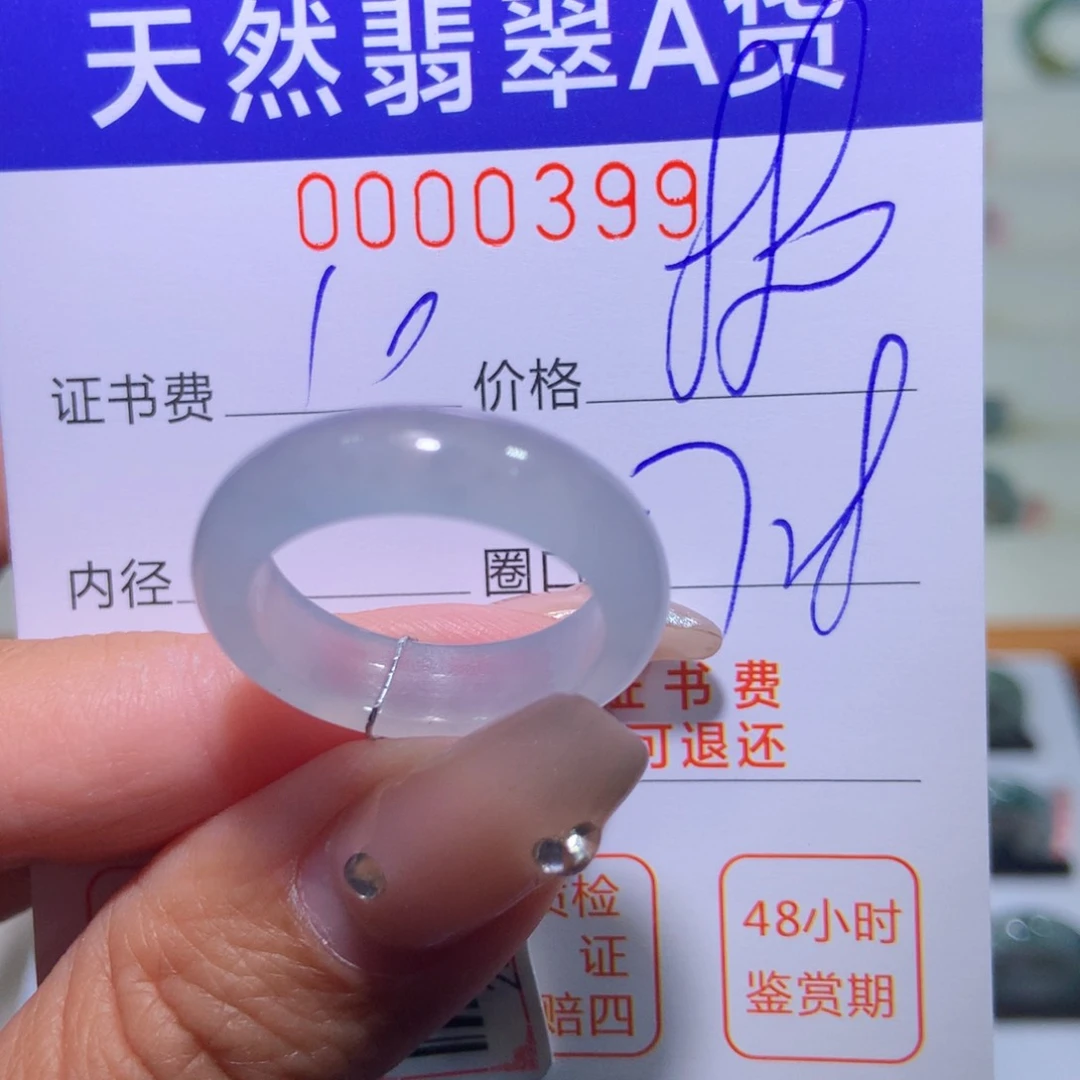 天然翡翠A货
0000399
证书费 10 价格
内径 圈口
证书费
可退还
质检
证
赔四
48小时
鉴赏期